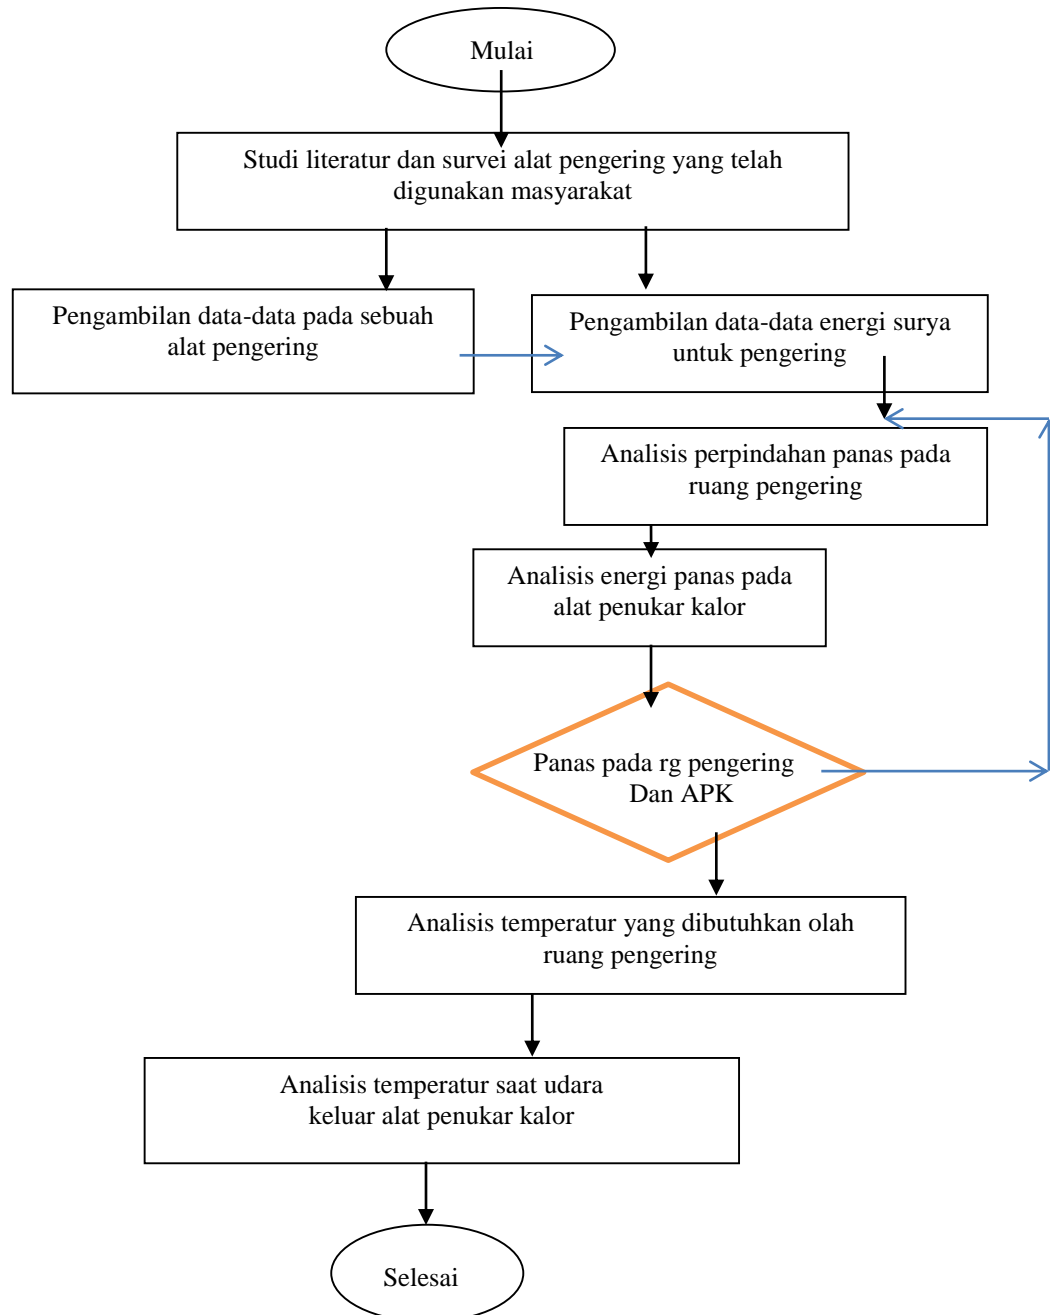 Mulai
Studi literatur dan survei alat pengering yang telah
digunakan masyarakat
Pengambilan data-data pada sebuah
alat pengering
Pengambilan data-data energi surya
untuk pengering
Analisis perpindahan panas pada
ruang pengering
Analisis energi panas pada
alat penukar kalor
Panas pada rg pengering
Dan APK
Analisis temperatur yang dibutuhkan olah
ruang pengering
Analisis temperatur saat udara
keluar alat penukar kalor
Selesai